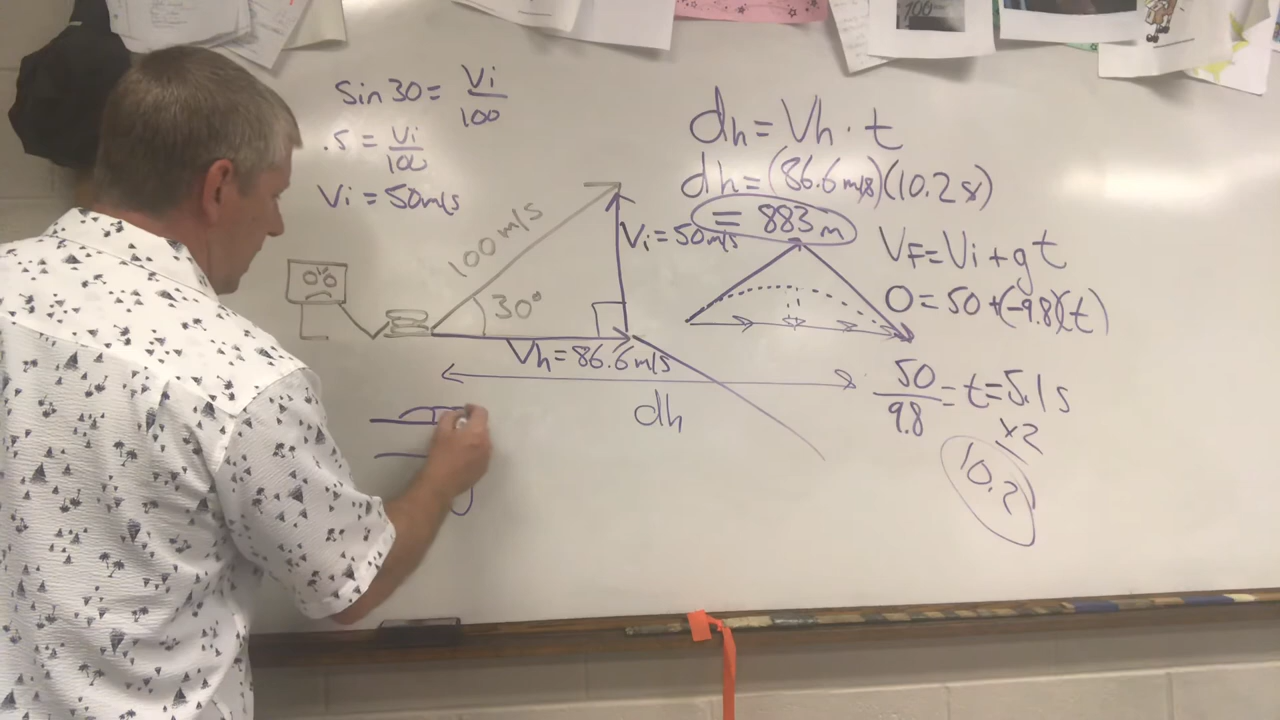 Sin 30 = Vi/100
.5 = Vi/100
Vi = 50m/s
100 m/s
30°
Vi = 50m/s
Vh = 86.6 m/s
dh
dh = Vh · t
dh = (86.6 m/s)(10.2 s)
= 883 m
VF = Vi + gt
0 = 50 + (-9.8)(t)
50/9.8 = t = 5.1 s
x2
10.2
100